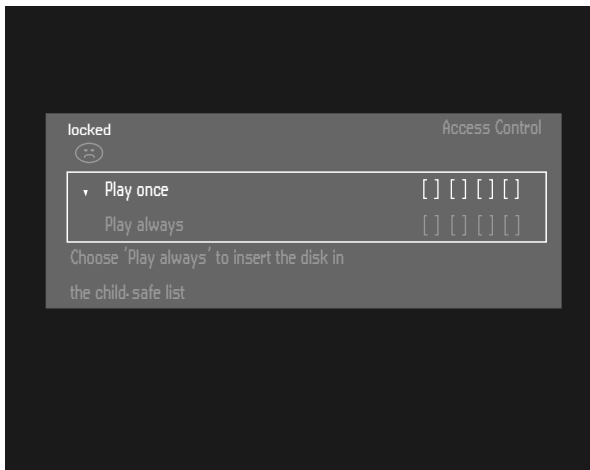 locked
Access Control
Play once [ ] [ ] [ ] [ ]
Play always [ ] [ ] [ ] [ ]
Choose ´Play always´ to insert the disk in
the child-safe list